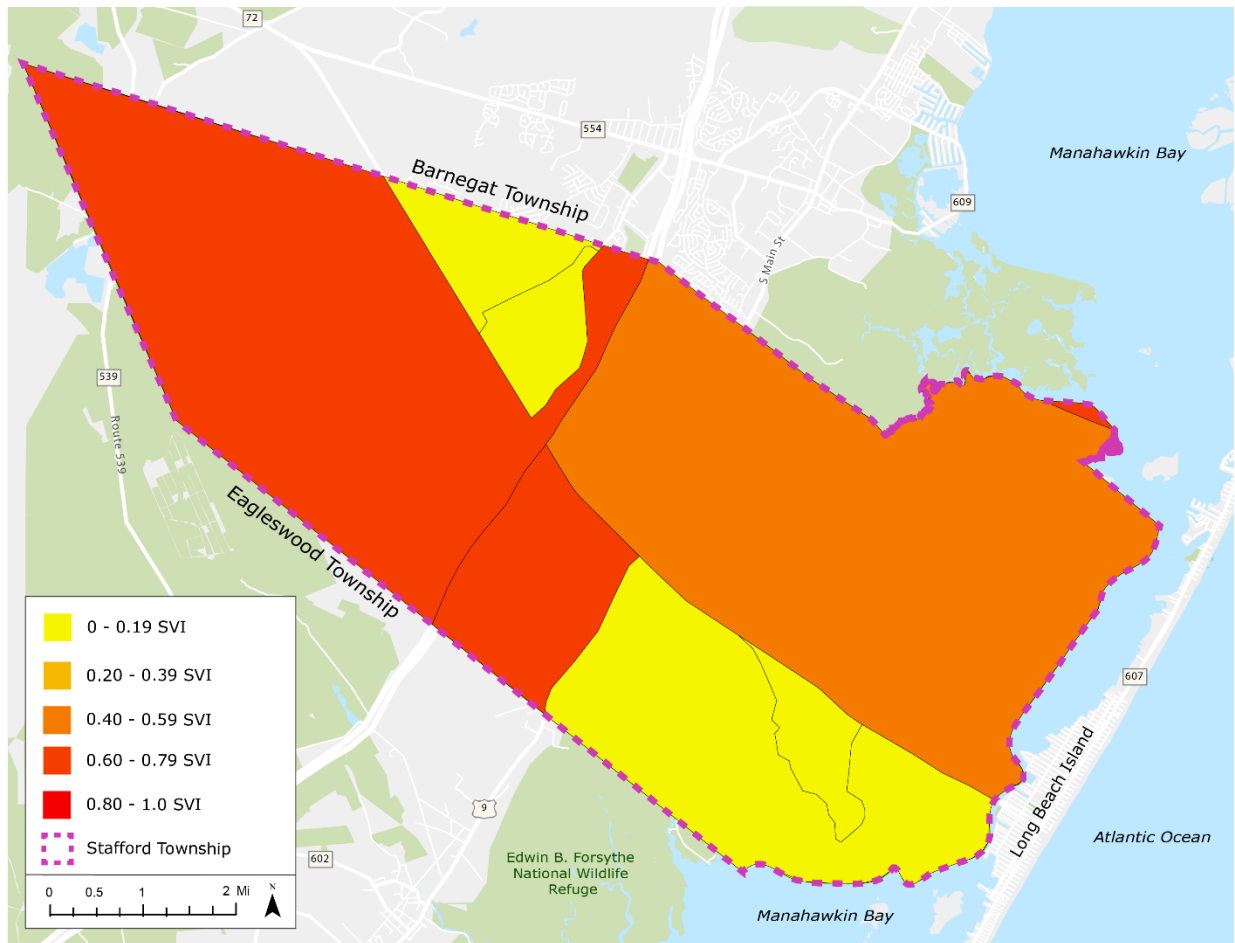 72
554
Manahawkin Bay
Barnegat Township
609
S Main St
539
Route 539
Eagleswood Township
607
Long Beach Island
Atlantic Ocean
9
602
Edwin B. Forsythe
National Wildlife
Refuge
Manahawkin Bay
0 - 0.19 SVI
0.20 - 0.39 SVI
0.40 - 0.59 SVI
0.60 - 0.79 SVI
0.80 - 1.0 SVI
Stafford Township
0 0.5 1 2 Mi
N